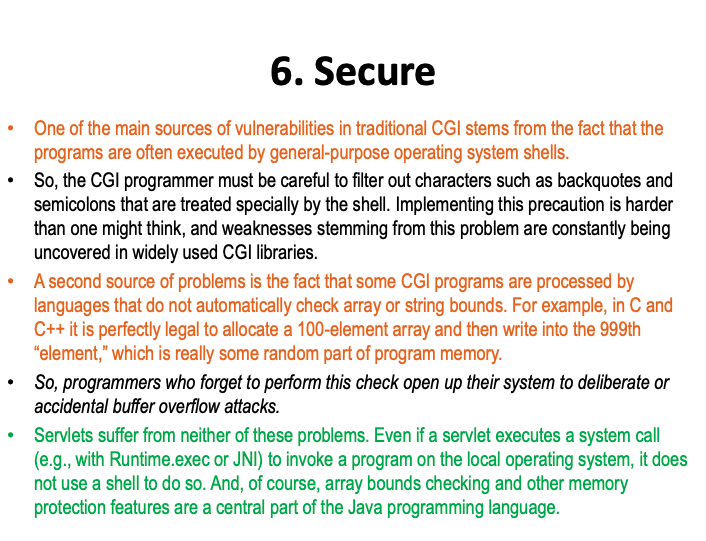 6. Secure
• One of the main sources of vulnerabilities in traditional CGI stems from the fact that the
programs are often executed by general-purpose operating system shells.
• So, the CGI programmer must be careful to filter out characters such as backquotes and
semicolons that are treated specially by the shell. Implementing this precaution is harder
than one might think, and weaknesses stemming from this problem are constantly being
uncovered in widely used CGI libraries.
• A second source of problems is the fact that some CGI programs are processed by
languages that do not automatically check array or string bounds. For example, in C and
C++ it is perfectly legal to allocate a 100-element array and then write into the 999th
“element,” which is really some random part of program memory.
• So, programmers who forget to perform this check open up their system to deliberate or
accidental buffer overflow attacks.
• Servlets suffer from neither of these problems. Even if a servlet executes a system call
(e.g., with Runtime.exec or JNI) to invoke a program on the local operating system, it does
not use a shell to do so. And, of course, array bounds checking and other memory
protection features are a central part of the Java programming language.